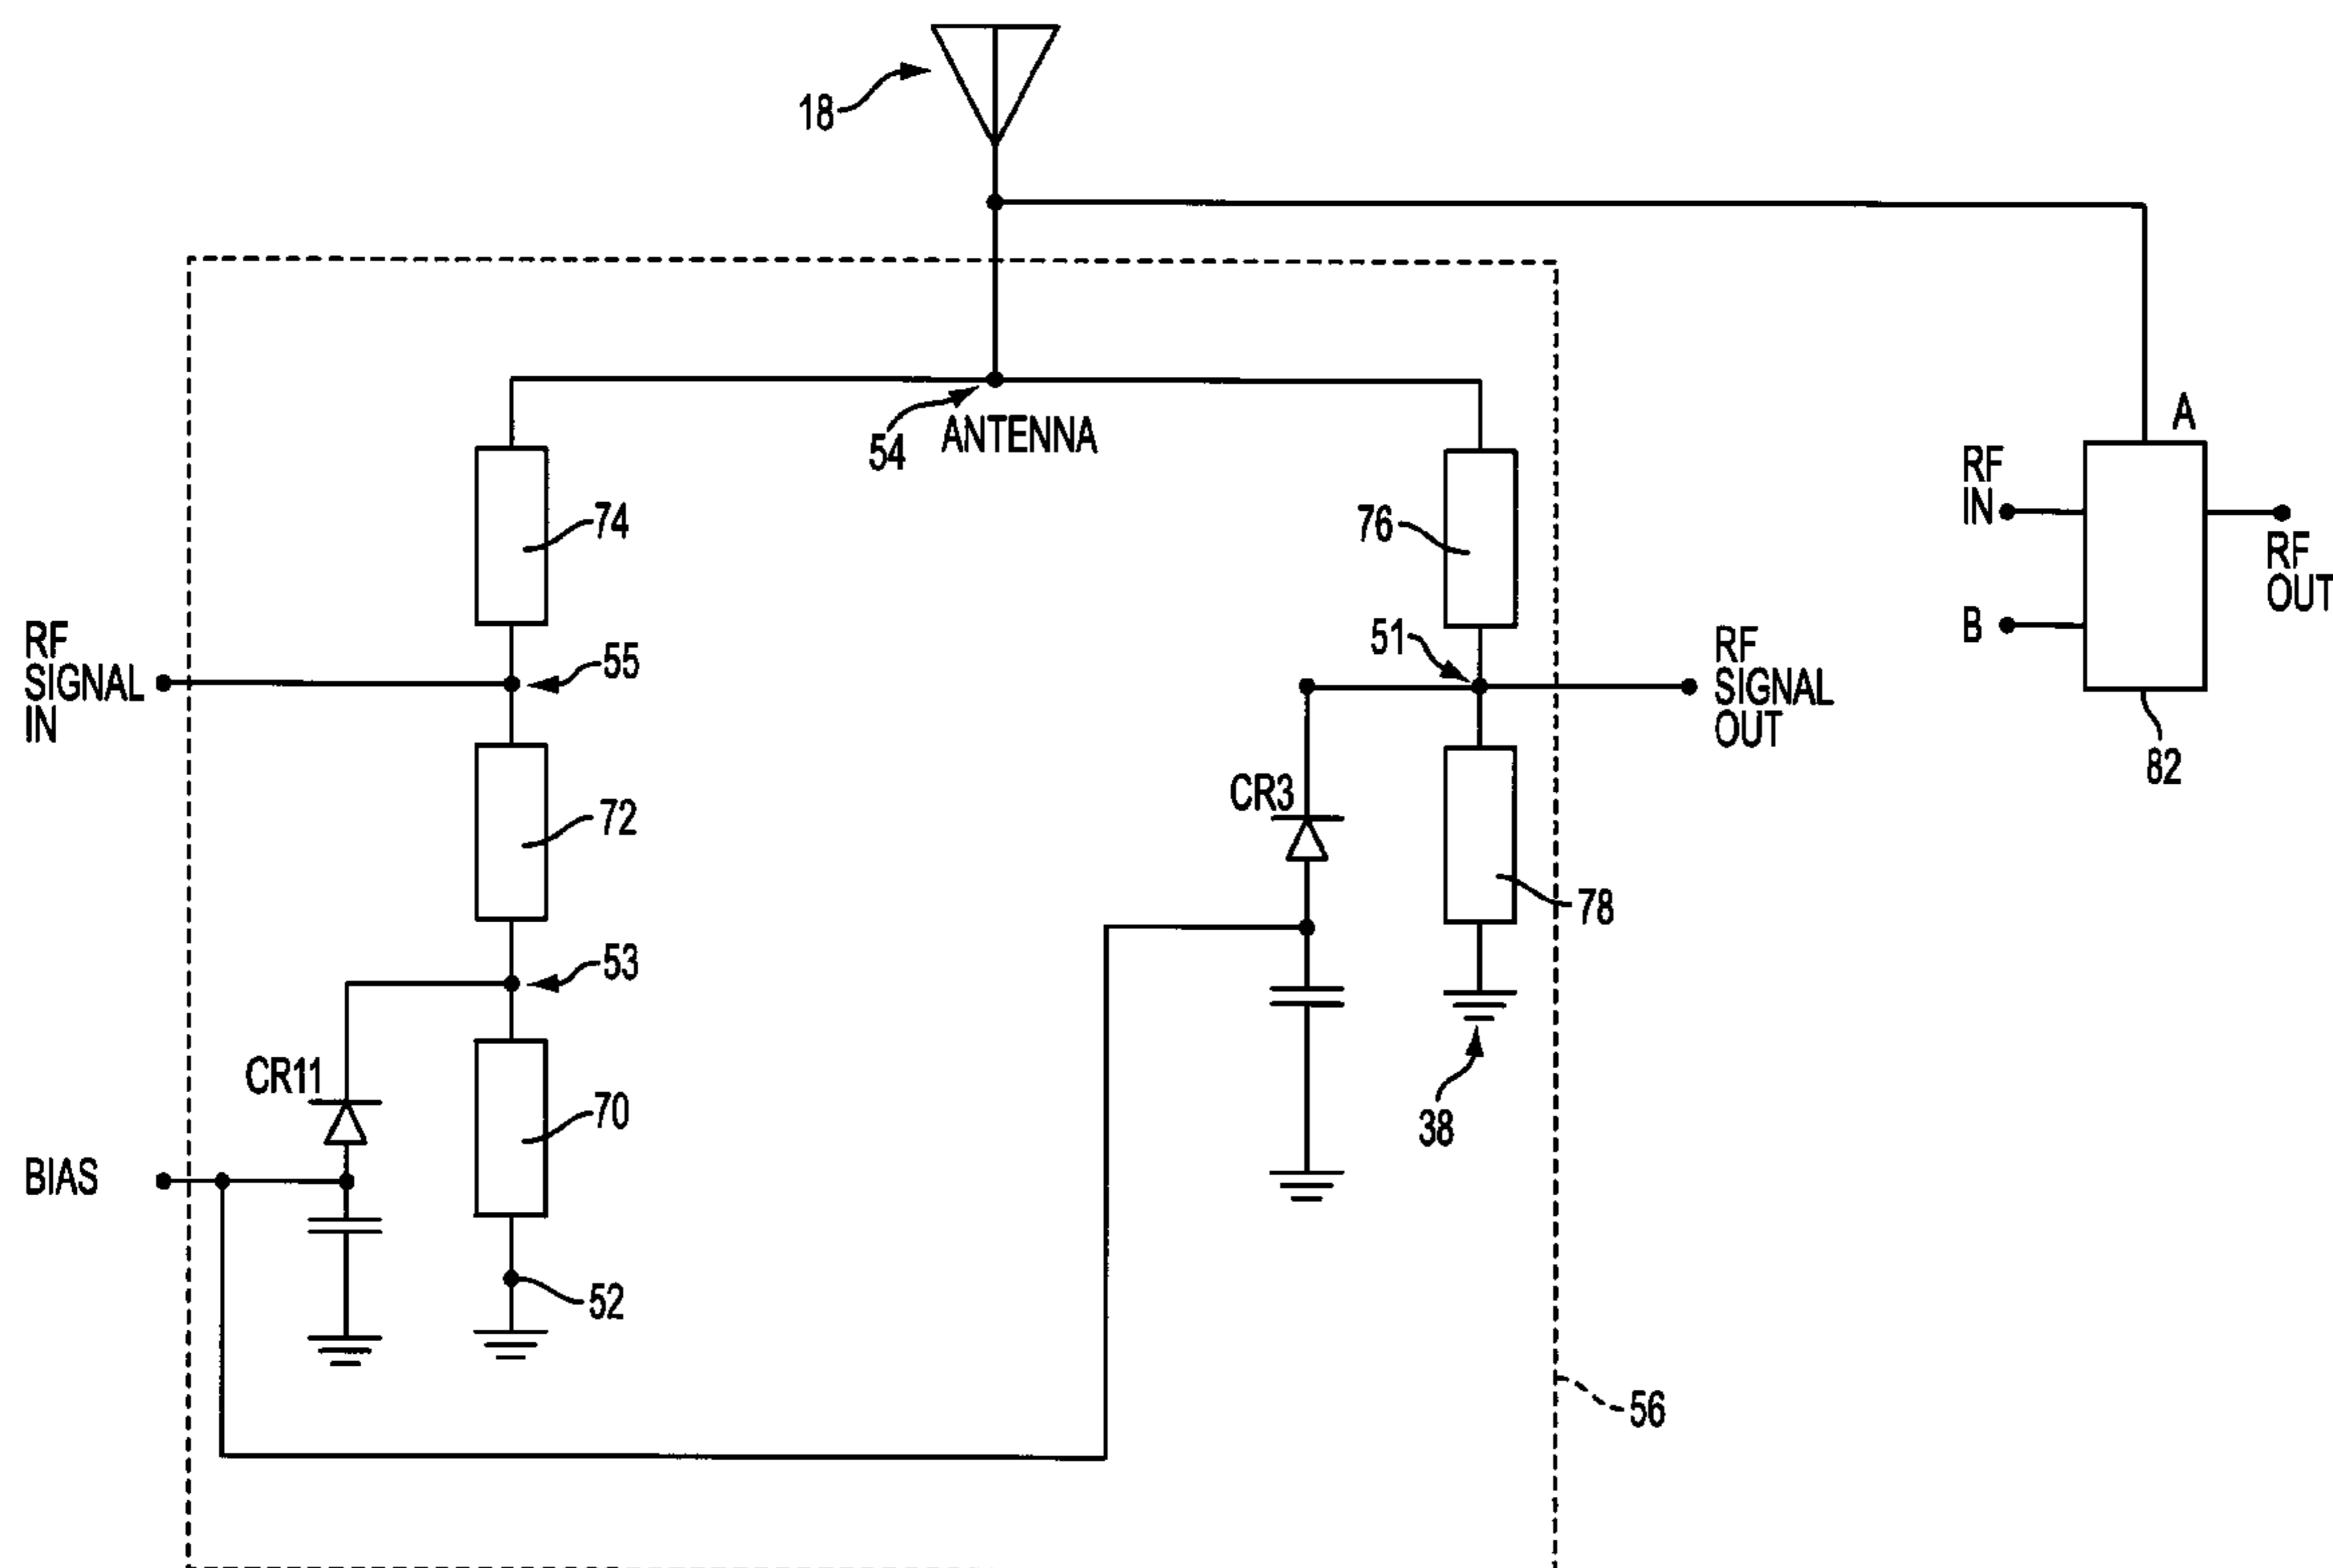 18
54
ANTENNA
A
RF
IN
74
76
RF
OUT
B
51
RF
SIGNAL
IN
55
RF
SIGNAL
OUT
82
CR3
72
78
53
CR11
70
38
BIAS
52
56